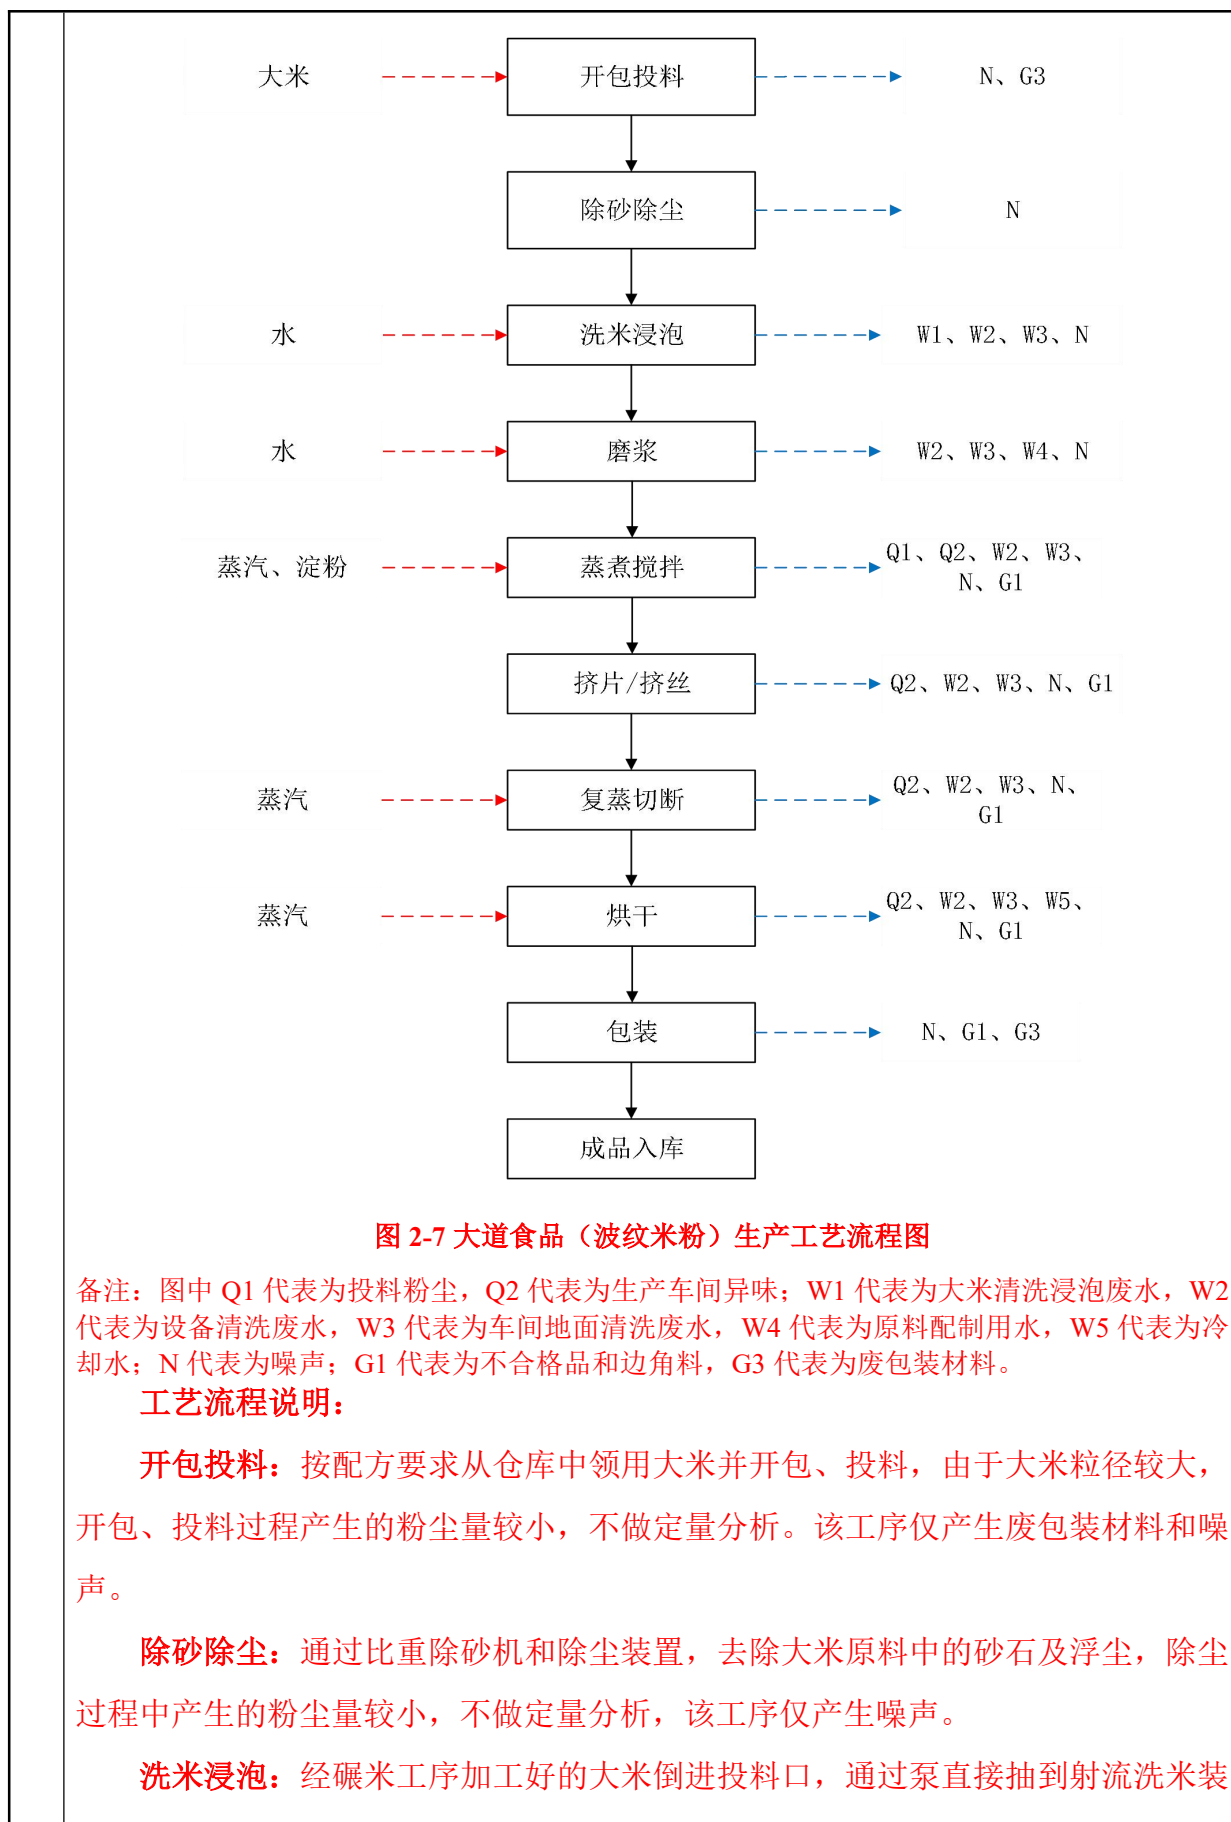 大米 开包投料 N、G3
除砂除尘 N
水 洗米浸泡 W1、W2、W3、N
水 磨浆 W2、W3、W4、N
蒸汽、淀粉 蒸煮搅拌 Q1、Q2、W2、W3、
N、G1
挤片/挤丝 Q2、W2、W3、N、G1
蒸汽 复蒸切断 Q2、W2、W3、N、
G1
蒸汽 烘干 Q2、W2、W3、W5、
N、G1
包装 N、G1、G3
成品入库
图 2-7 大道食品（波纹米粉）生产工艺流程图
备注：图中 Q1 代表为投料粉尘，Q2 代表为生产车间异味；W1 代表为大米清洗浸泡废水，W2
代表为设备清洗废水，W3 代表为车间地面清洗废水，W4 代表为原料配制用水，W5 代表为冷
却水；N 代表为噪声；G1 代表为不合格品和边角料，G3 代表为废包装材料。
工艺流程说明：
开包投料：按配方要求从仓库中领用大米并开包、投料，由于大米粒径较大，
开包、投料过程产生的粉尘量较小，不做定量分析。该工序仅产生废包装材料和噪
声。
除砂除尘：通过比重除砂机和除尘装置，去除大米原料中的砂石及浮尘，除尘
过程中产生的粉尘量较小，不做定量分析，该工序仅产生噪声。
洗米浸泡：经碾米工序加工好的大米倒进投料口，通过泵直接抽到射流洗米装